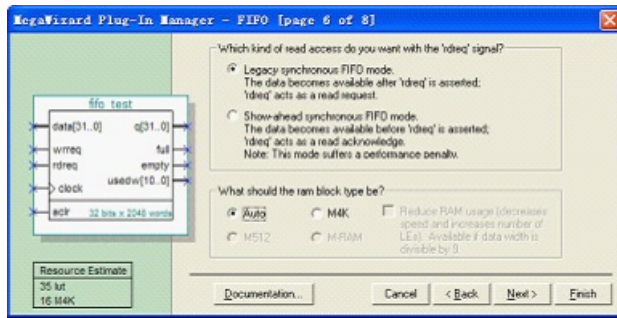 MegaWizard Plug-In Manager - FIFO [page 6 of 8]
fifo test
data[31..0]
q[31..0]
wrreq
full
rdreq
empty
usedw[10..0]
clock
aclr
32 bits x 2048 words
Resource Estimate
35 lut
16 M4K
Which kind of read access do you want with the 'rdreq' signal?
Legacy synchronous FIFO mode.
The data becomes available after 'rdreq' is asserted;
'rdreq' acts as a read request.
Show-ahead synchronous FIFO mode.
The data becomes available before 'rdreq' is asserted;
'rdreq' acts as a read acknowledge.
Note: This mode suffers a performance penalty.
What should the ram block type be?
Auto
M4K
M512
M-RAM
Reduce RAM usage (decreases
speed and increases number of
LEs). Available if data width is
divisible by 9.
Documentation...
Cancel
< Back
Next >
Finish